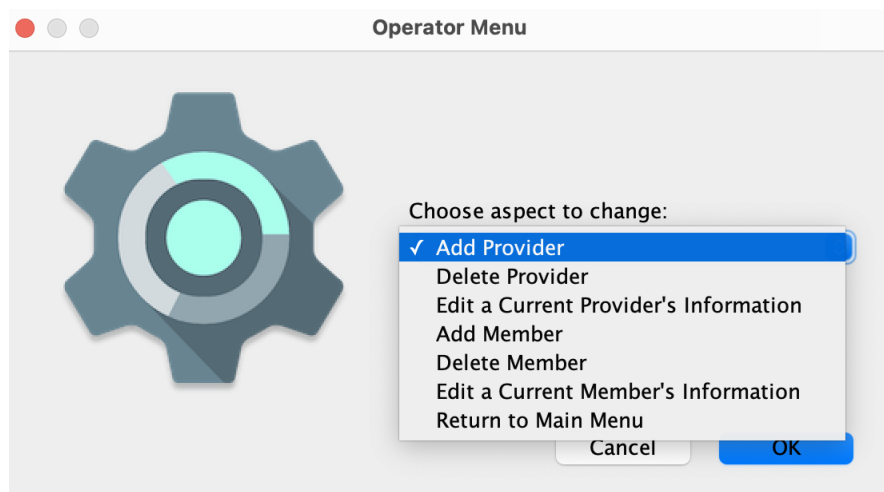 Operator Menu
Choose aspect to change:
✓ Add Provider
Delete Provider
Edit a Current Provider's Information
Add Member
Delete Member
Edit a Current Member's Information
Return to Main Menu
Cancel OK